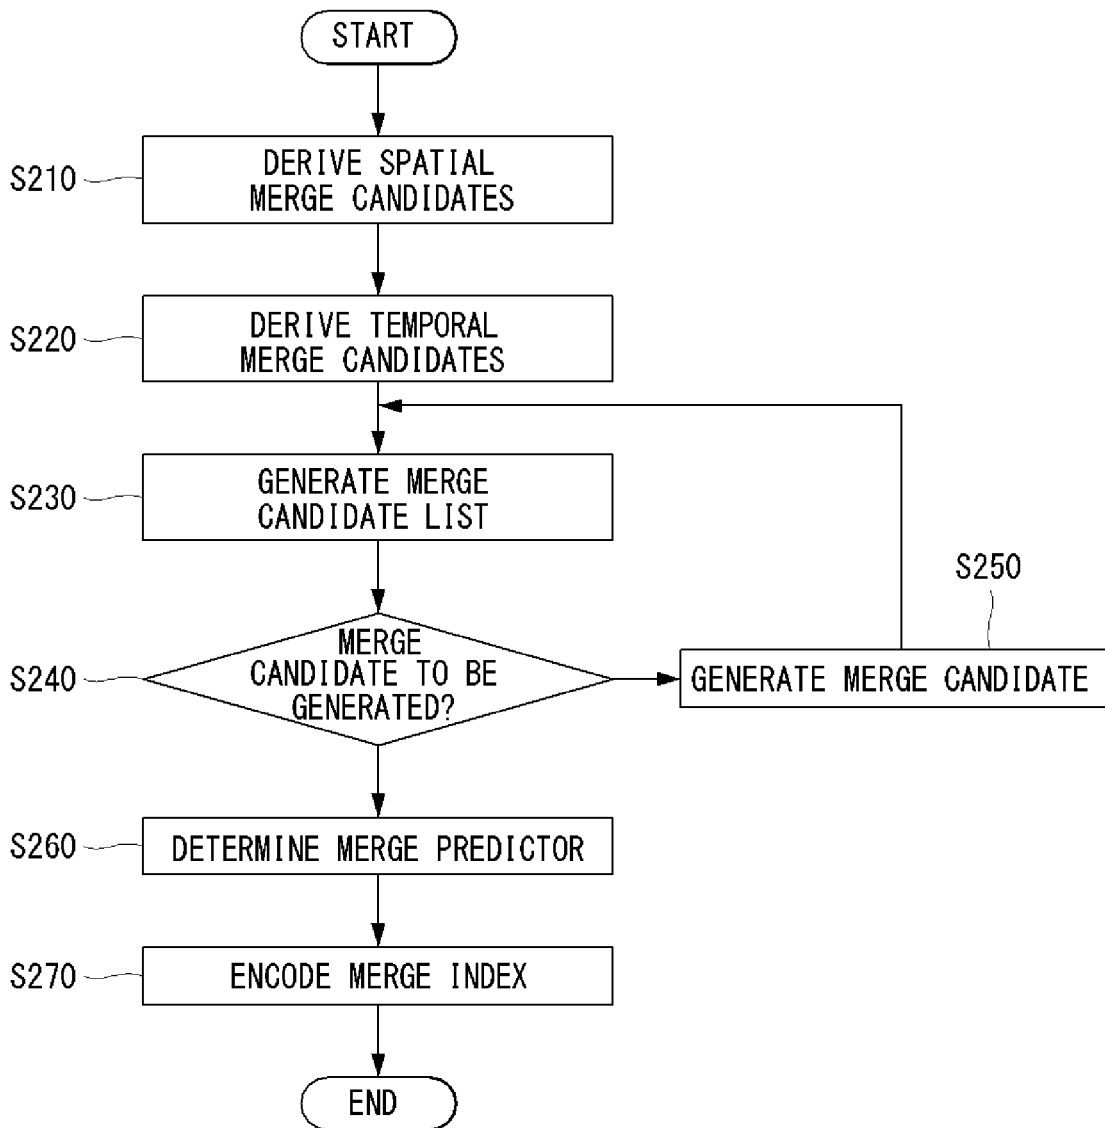 START
S210
DERIVE SPATIAL
MERGE CANDIDATES
S220
DERIVE TEMPORAL
MERGE CANDIDATES
S230
GENERATE MERGE
CANDIDATE LIST
S240
MERGE
CANDIDATE TO BE
GENERATED?
S250
GENERATE MERGE CANDIDATE
S260
DETERMINE MERGE PREDICTOR
S270
ENCODE MERGE INDEX
END